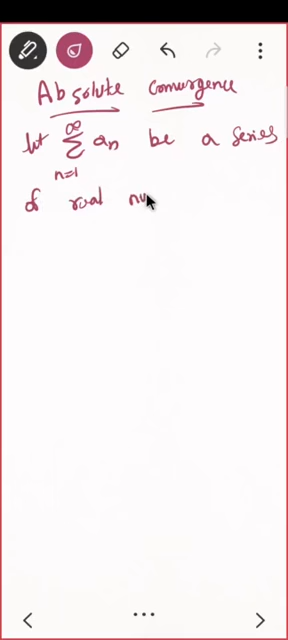 Absolute Convergence
let ∞∑n=1 an be a series
of real nu